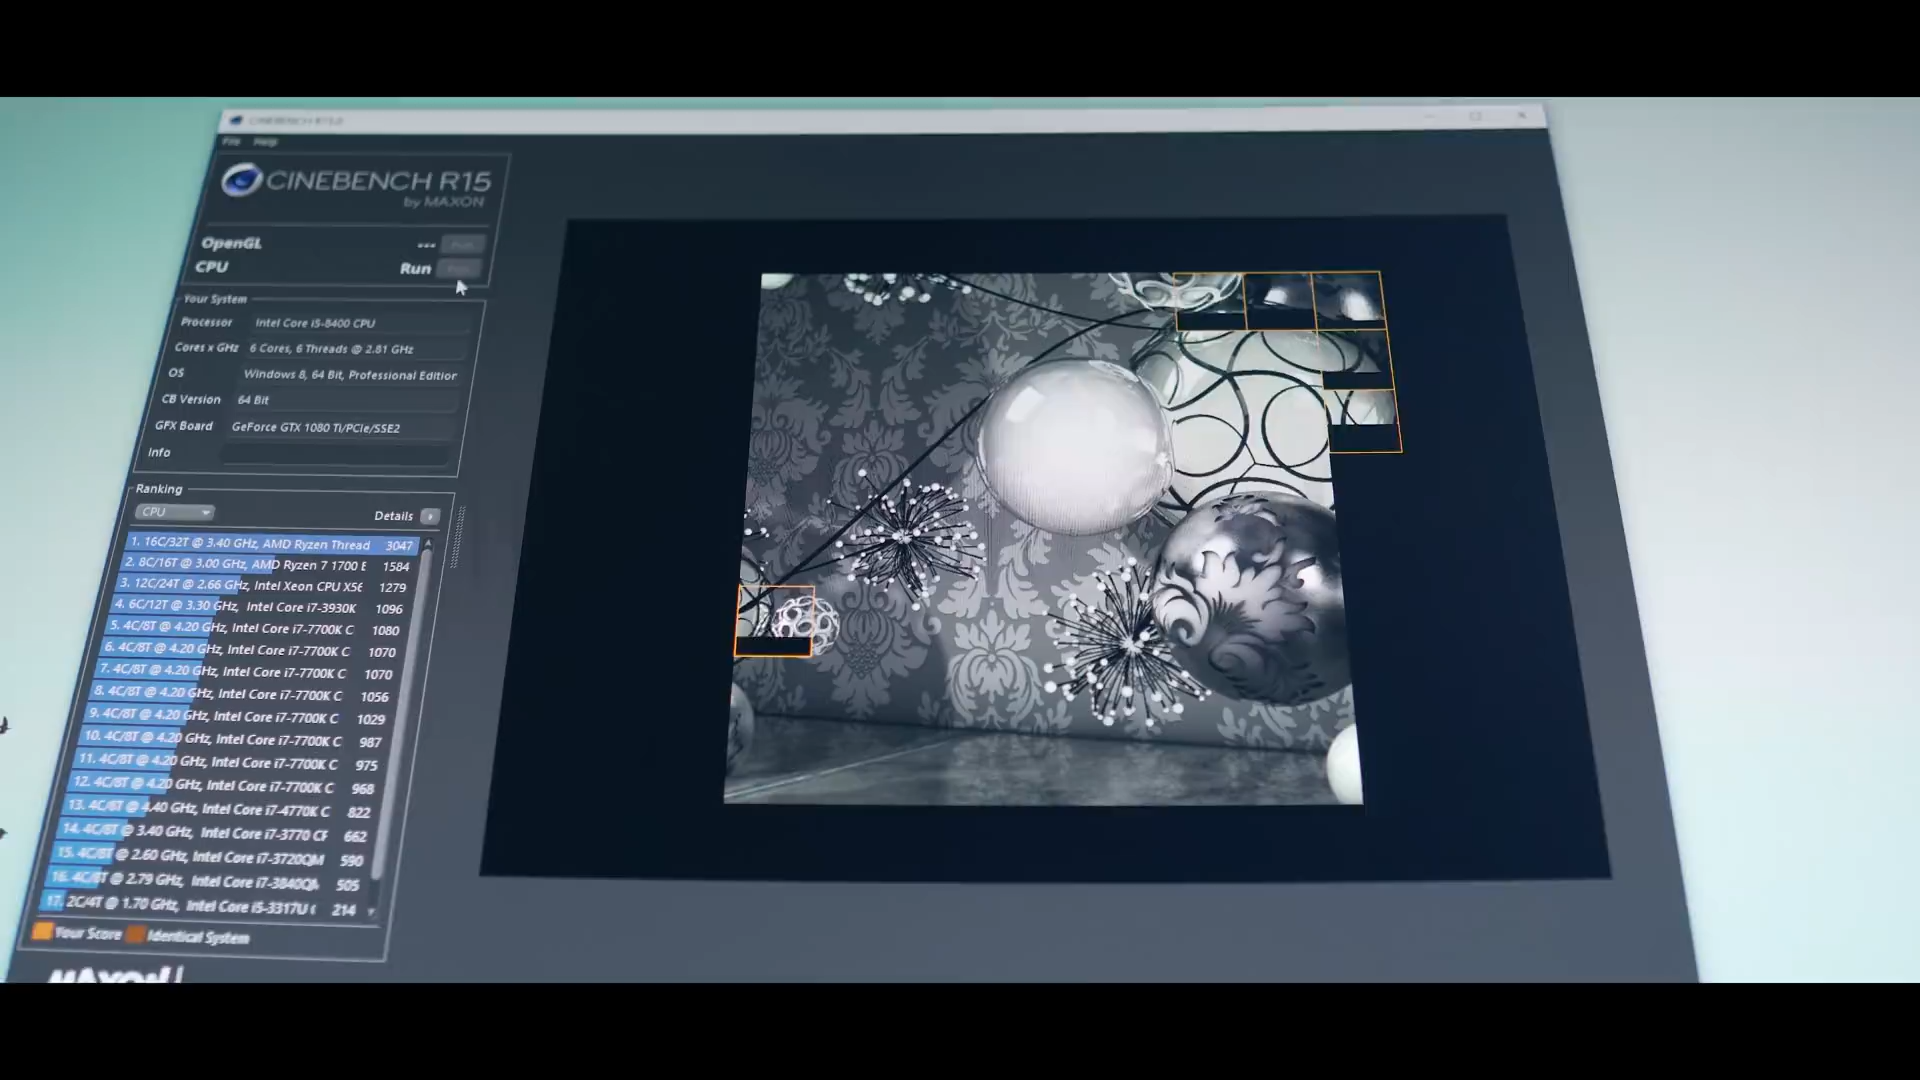 CINEBENCH R15
File Help
CINEBENCH R15
by MAXON
OpenGL ...
CPU Run
Your System
Processor Intel Core i5-8400 CPU
Cores x GHz 6 Cores, 6 Threads @ 2.81 GHz
OS Windows 8, 64 Bit, Professional Edition
CB Version 64 Bit
GFX Board GeForce GTX 1080 Ti/PCIe/SSE2
Info
Ranking
CPU Details
1. 16C/32T @ 3.40 GHz, AMD Ryzen Thread 3047
2. 8C/16T @ 3.00 GHz, AMD Ryzen 7 1700 E 1584
3. 12C/24T @ 2.66 GHz, Intel Xeon CPU X56 1279
4. 6C/12T @ 3.30 GHz, Intel Core i7-3930K 1096
5. 4C/8T @ 4.20 GHz, Intel Core i7-7700K C 1080
6. 4C/8T @ 4.20 GHz, Intel Core i7-7700K C 1070
7. 4C/8T @ 4.20 GHz, Intel Core i7-7700K C 1070
8. 4C/8T @ 4.20 GHz, Intel Core i7-7700K C 1056
9. 4C/8T @ 4.20 GHz, Intel Core i7-7700K C 1029
10. 4C/8T @ 4.20 GHz, Intel Core i7-7700K C 987
11. 4C/8T @ 4.20 GHz, Intel Core i7-7700K C 975
12. 4C/8T @ 4.20 GHz, Intel Core i7-7700K C 968
13. 4C/8T @ 4.40 GHz, Intel Core i7-4770K C 822
14. 4C/8T @ 3.40 GHz, Intel Core i7-3770 CF 662
15. 4C/8T @ 2.60 GHz, Intel Core i7-3720QM 590
16. 4C/8T @ 2.79 GHz, Intel Core i7-3840QM 505
17. 2C/4T @ 1.70 GHz, Intel Core i5-3317U ( 214
Your Score Identical System
MAXON